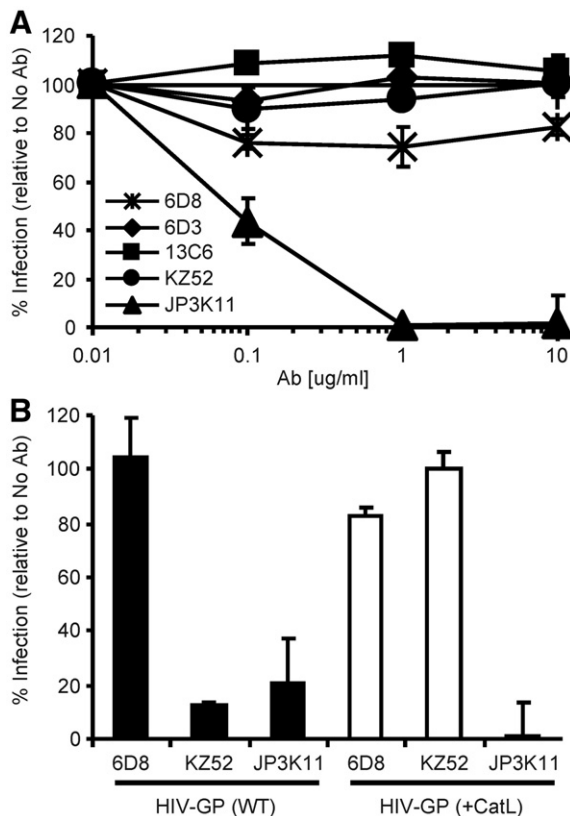 A
% Infection (relative to No Ab)
120
100
80
60
40
20
0
6D8
6D3
13C6
KZ52
JP3K11
0.01
0.1
1
10
Ab [ug/ml]
B
% Infection (relative to No Ab)
120
100
80
60
40
20
0
6D8 KZ52 JP3K11 6D8 KZ52 JP3K11
HIV-GP (WT) HIV-GP (+CatL)